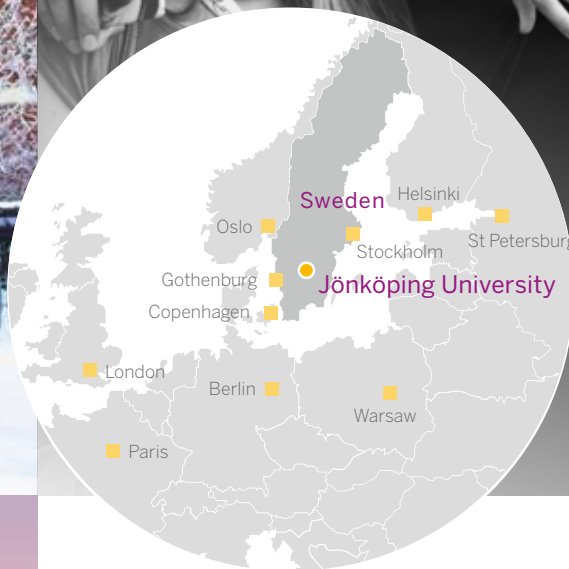 Sweden
Helsinki
Oslo
St Petersburg
Stockholm
Gothenburg
Jönköping University
Copenhagen
London
Berlin
Warsaw
Paris